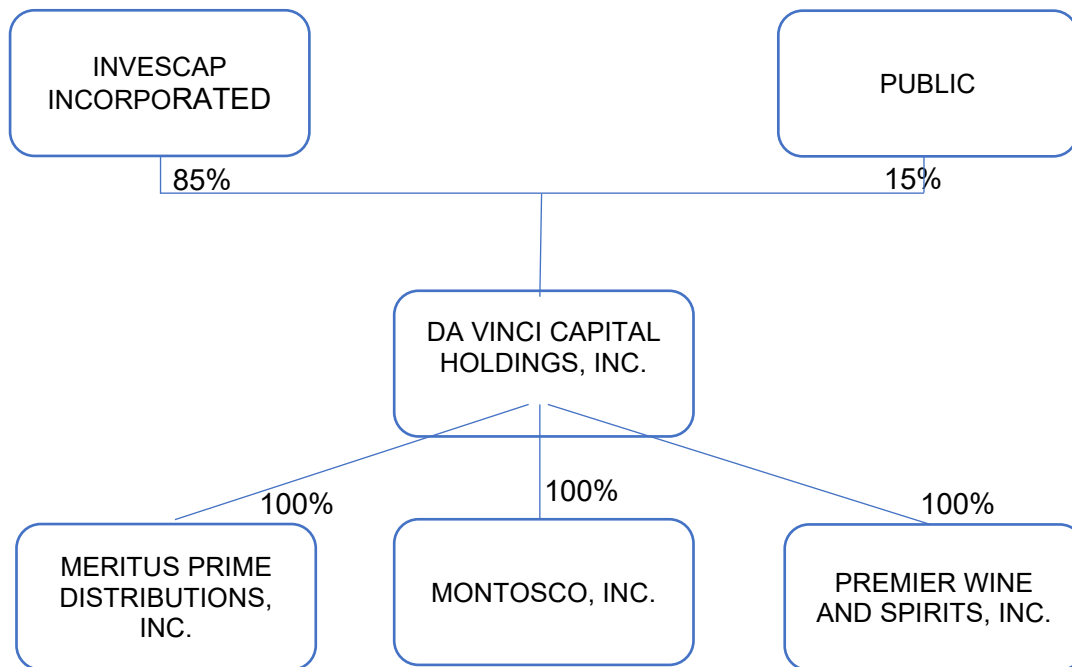 INVESCAP
INCORPORATED
PUBLIC
85%
15%
DA VINCI CAPITAL
HOLDINGS, INC.
100%
100%
100%
MERITUS PRIME
DISTRIBUTIONS,
INC.
MONTOSCO, INC.
PREMIER WINE
AND SPIRITS, INC.